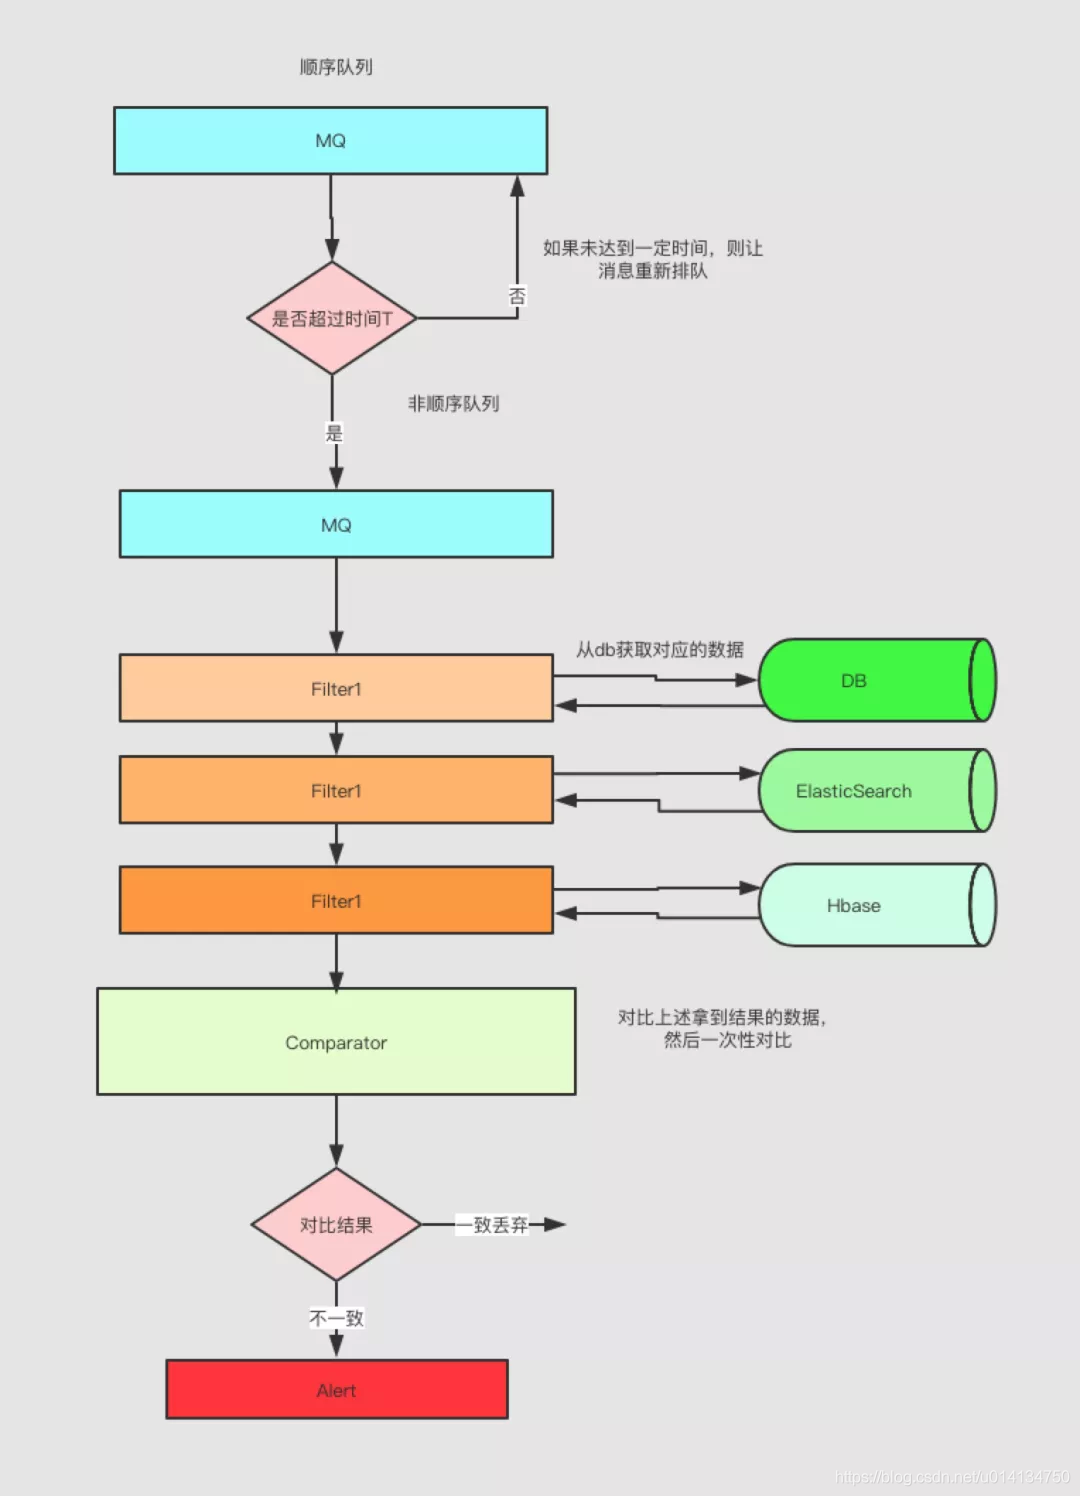 顺序队列
MQ
如果未达到一定时间，则让
消息重新排队
否
是否超过时间T
非顺序队列
是
MQ
从db获取对应的数据
Filter1
DB
Filter1
ElasticSearch
Filter1
Hbase
对比上述拿到结果的数据，
然后一次性对比
Comparator
对比结果
一致丢弃
不一致
Alert
https://blog.csdn.net/u014134750